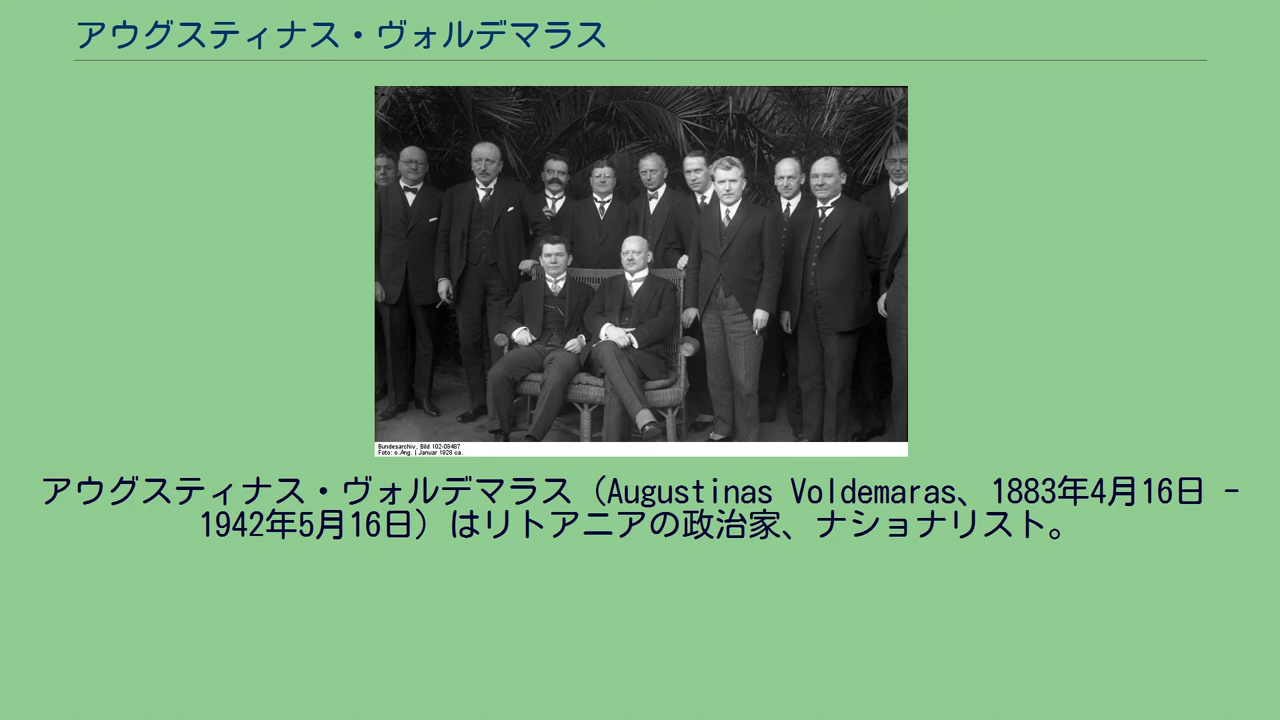 アウグスティナス・ヴォルデマラス
Bundesarchiv, Bild 102-08487
Foto: o.Ang. | Januar 1928 ca.
アウグスティナス・ヴォルデマラス（Augustinas Voldemaras、1883年4月16日 -
1942年5月16日）はリトアニアの政治家、ナショナリスト。